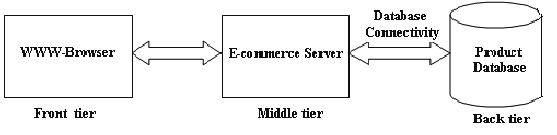 Database
Connectivity
WWW-Browser
E-commerce Server
Product
Database
Front tier
Middle tier
Back tier